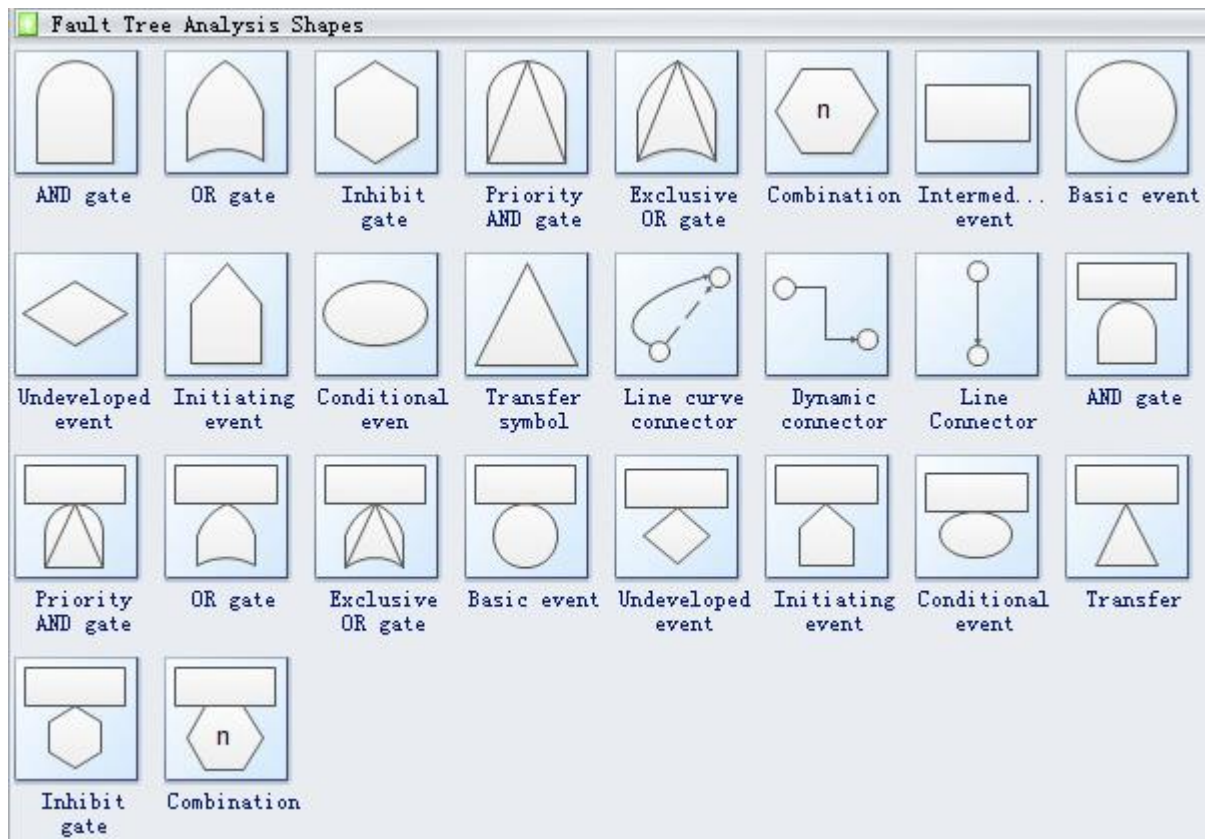 Fault Tree Analysis Shapes
n
AND gate OR gate Inhibit Priority Exclusive Combination Intermed... Basic event
gate AND gate OR gate event
Undeveloped Initiating Conditional Transfer Line curve Dynamic Line AND gate
event event even symbol connector connector Connector
Priority OR gate Exclusive Basic event Undeveloped Initiating Conditional Transfer
AND gate OR gate event event event
n
Inhibit Combination
gate